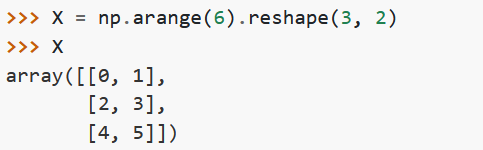 >>> X = np.arange(6).reshape(3, 2)
>>> X
array([[0, 1],
       [2, 3],
       [4, 5]])